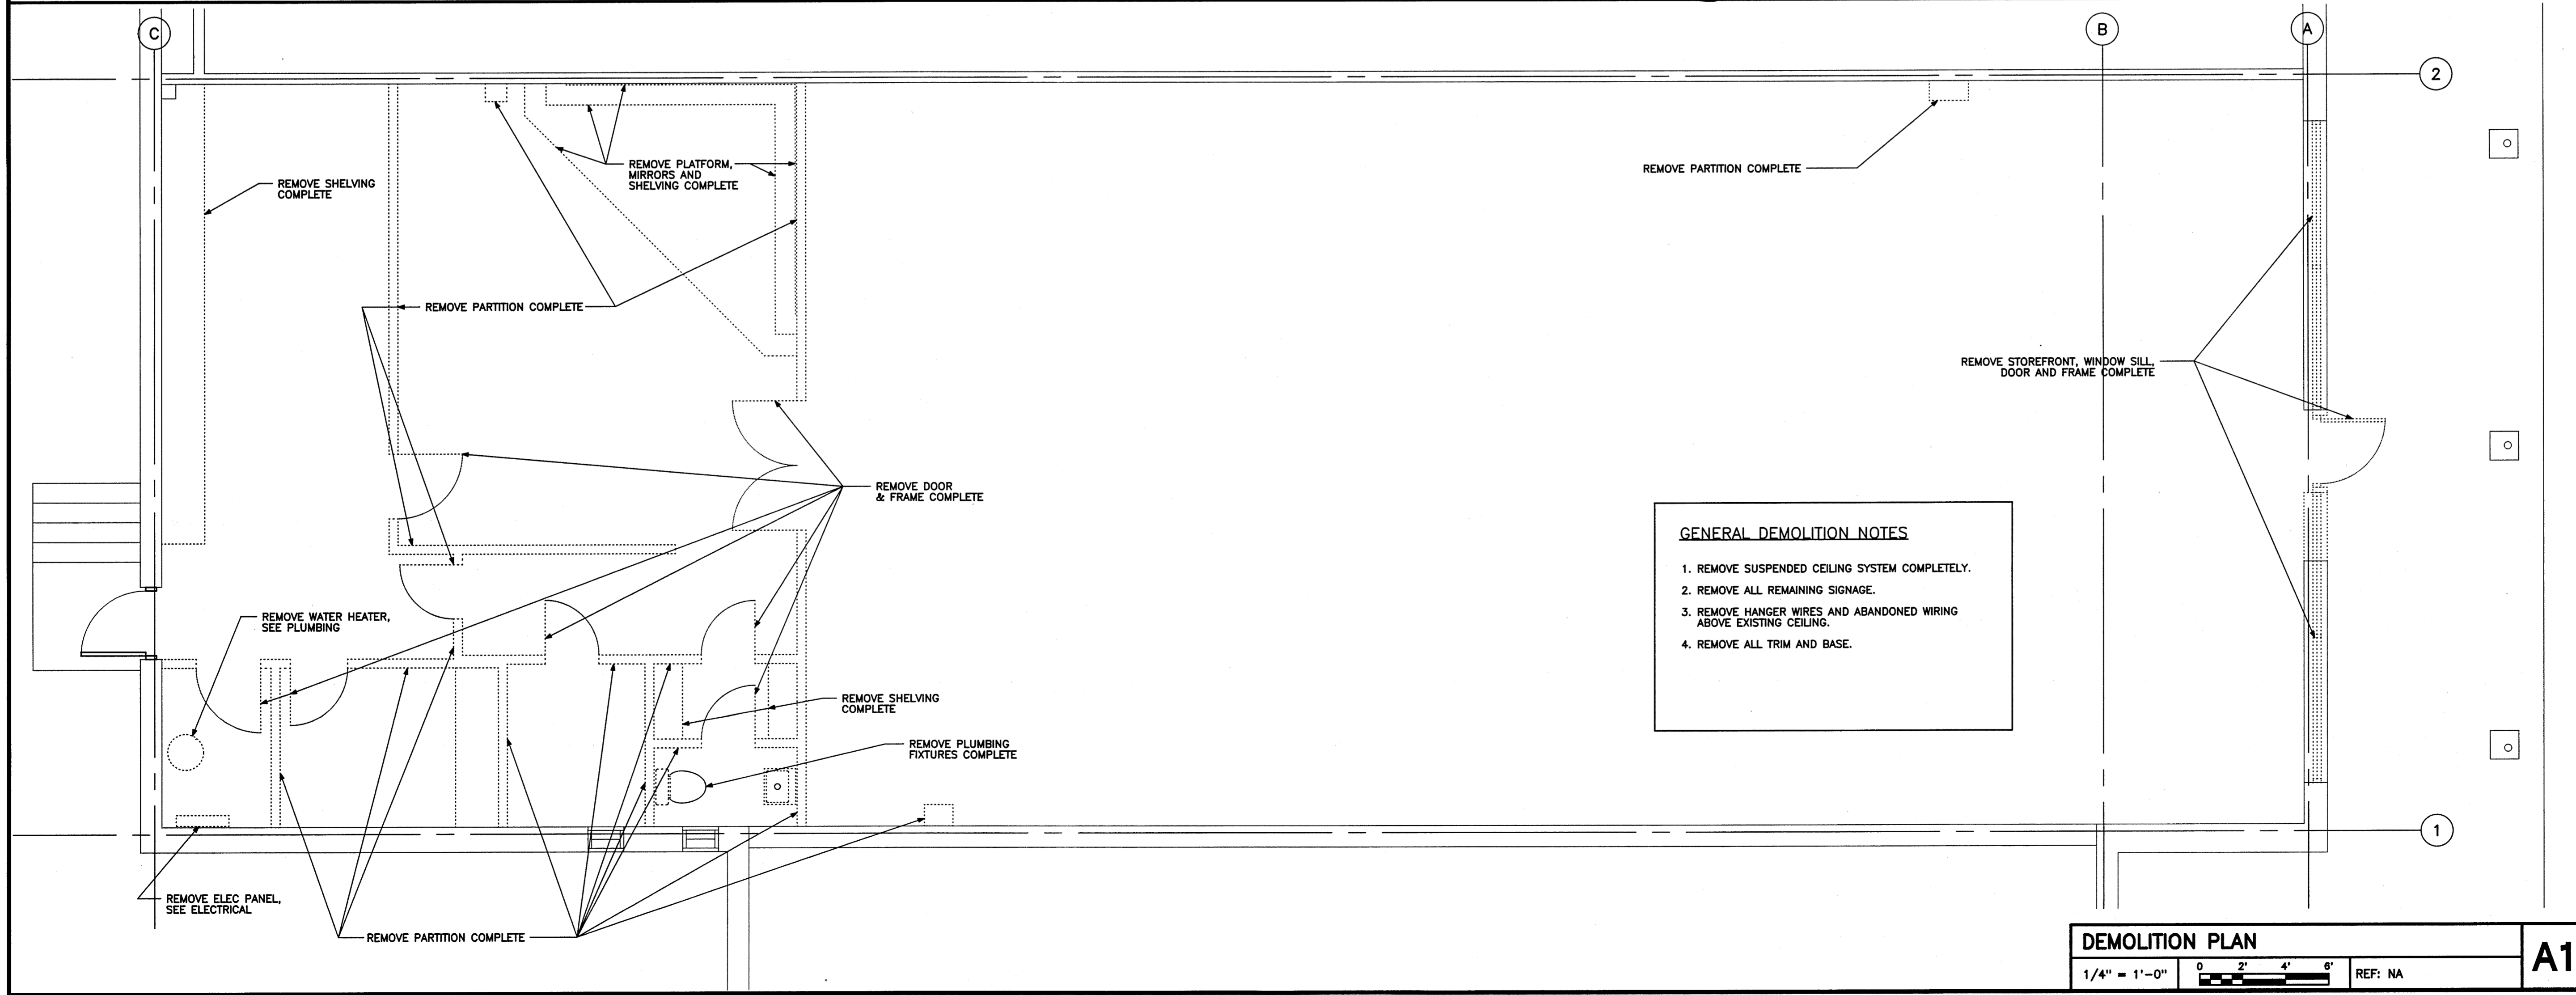 C
B
A
2
REMOVE SHELVING
COMPLETE
REMOVE PLATFORM,
MIRRORS AND
SHELVING COMPLETE
REMOVE PARTITION COMPLETE
REMOVE PARTITION COMPLETE
REMOVE STOREFRONT, WINDOW SILL,
DOOR AND FRAME COMPLETE
REMOVE DOOR
& FRAME COMPLETE
GENERAL DEMOLITION NOTES
1. REMOVE SUSPENDED CEILING SYSTEM COMPLETELY.
2. REMOVE ALL REMAINING SIGNAGE.
3. REMOVE HANGER WIRES AND ABANDONED WIRING
ABOVE EXISTING CEILING.
4. REMOVE ALL TRIM AND BASE.
REMOVE WATER HEATER,
SEE PLUMBING
REMOVE SHELVING
COMPLETE
REMOVE PLUMBING
FIXTURES COMPLETE
1
REMOVE ELEC PANEL,
SEE ELECTRICAL
REMOVE PARTITION COMPLETE
DEMOLITION PLAN
A1
1/4" = 1'-0"
0 2' 4' 6'
REF: NA